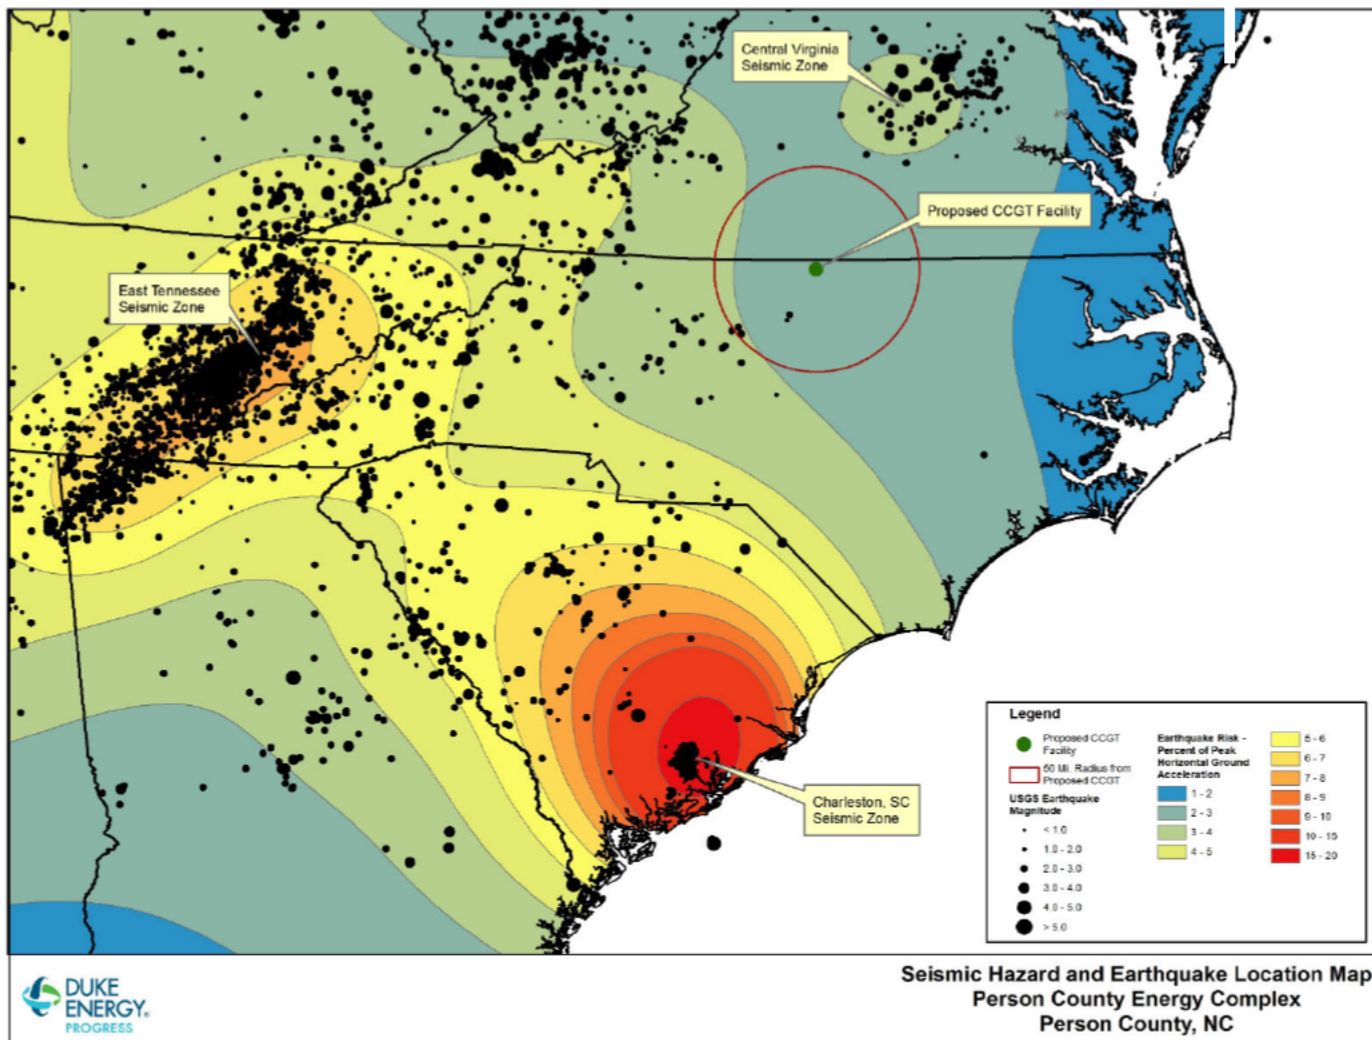 Central Virginia
Seismic Zone
Proposed CCGT Facility
East Tennessee
Seismic Zone
Charleston, SC
Seismic Zone
Legend
Proposed CCGT
Facility
50 Mi. Radius from
Proposed CCGT
USGS Earthquake
Magnitude
< 1.0
1.0 - 2.0
2.0 - 3.0
3.0 - 4.0
4.0 - 5.0
> 5.0
Earthquake Risk -
Percent of Peak
Horizontal Ground
Acceleration
1 - 2
2 - 3
3 - 4
4 - 5
5 - 6
6 - 7
7 - 8
8 - 9
9 - 10
10 - 15
15 - 20
DUKE
ENERGY®
PROGRESS
Seismic Hazard and Earthquake Location Map
Person County Energy Complex
Person County, NC